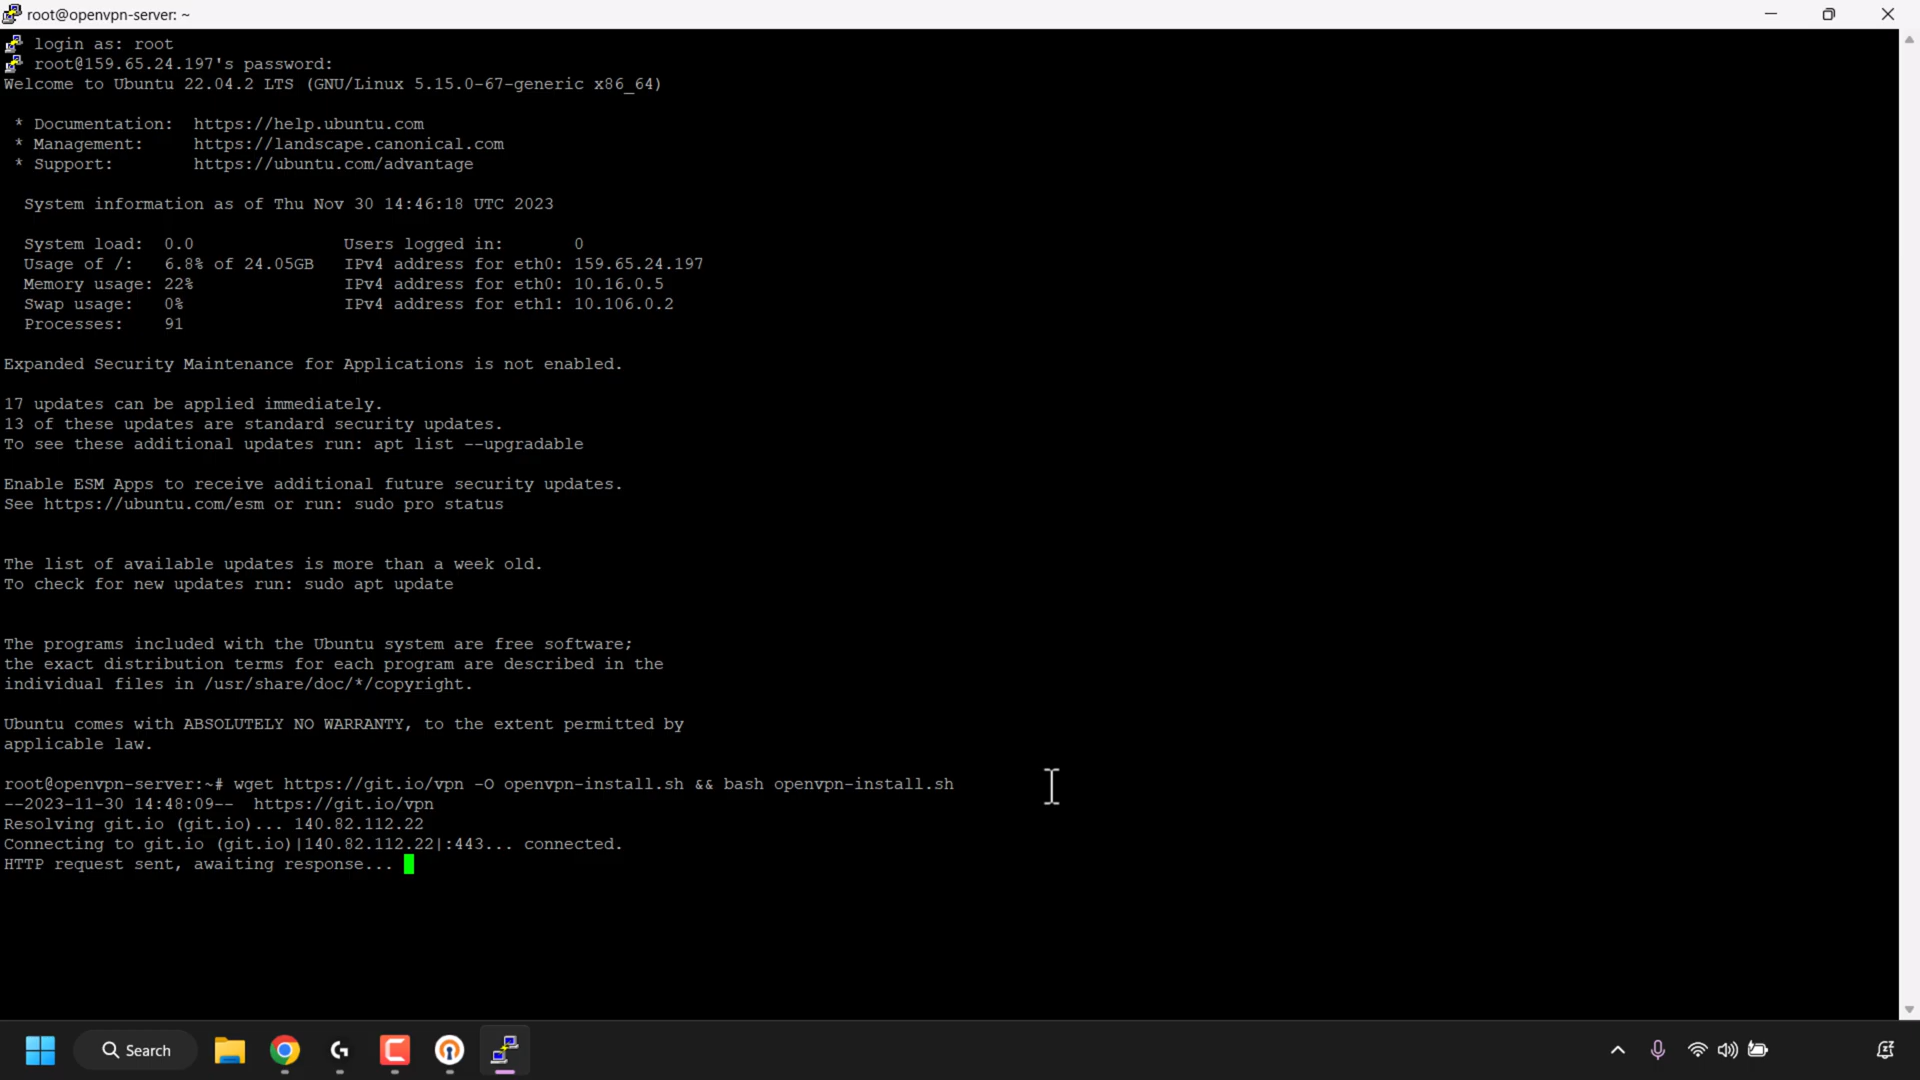 root@openvpn-server: ~
login as: root
root@159.65.24.197's password:
Welcome to Ubuntu 22.04.2 LTS (GNU/Linux 5.15.0-67-generic x86_64)
* Documentation:  https://help.ubuntu.com
* Management:     https://landscape.canonical.com
* Support:        https://ubuntu.com/advantage
System information as of Thu Nov 30 14:46:18 UTC 2023
System load:  0.0               Users logged in:       0
Usage of /:   6.8% of 24.05GB   IPv4 address for eth0: 159.65.24.197
Memory usage: 22%               IPv4 address for eth0: 10.16.0.5
Swap usage:   0%                IPv4 address for eth1: 10.106.0.2
Processes:    91
Expanded Security Maintenance for Applications is not enabled.
17 updates can be applied immediately.
13 of these updates are standard security updates.
To see these additional updates run: apt list --upgradable
Enable ESM Apps to receive additional future security updates.
See https://ubuntu.com/esm or run: sudo pro status
The list of available updates is more than a week old.
To check for new updates run: sudo apt update
The programs included with the Ubuntu system are free software;
the exact distribution terms for each program are described in the
individual files in /usr/share/doc/*/copyright.
Ubuntu comes with ABSOLUTELY NO WARRANTY, to the extent permitted by
applicable law.
root@openvpn-server:~# wget https://git.io/vpn -O openvpn-install.sh && bash openvpn-install.sh
--2023-11-30 14:48:09--  https://git.io/vpn
Resolving git.io (git.io)... 140.82.112.22
Connecting to git.io (git.io)|140.82.112.22|:443... connected.
HTTP request sent, awaiting response...
Search